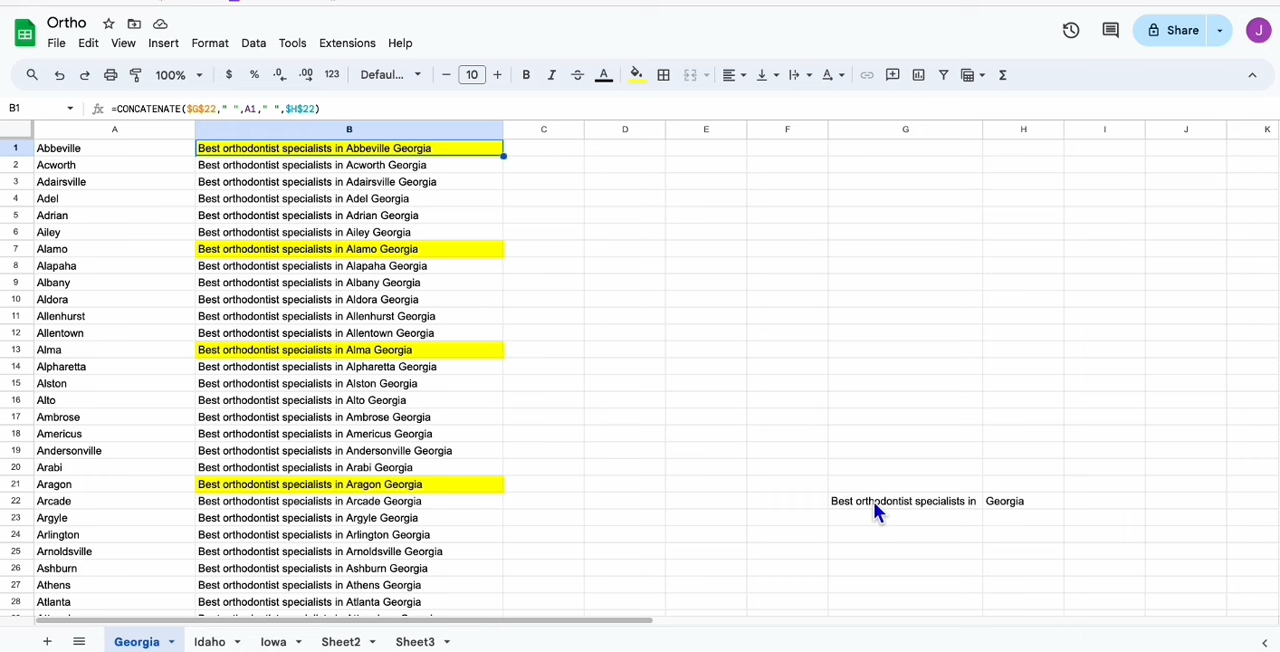 Ortho
File Edit View Insert Format Data Tools Extensions Help
Share
J
100% $ % .0 .00 123 Defaul... 10 B I A Σ
B1 fx =CONCATENATE($G$22," ",A1," ",$H$22)
A B C D E F G H I J K
1 Abbeville Best orthodontist specialists in Abbeville Georgia
2 Acworth Best orthodontist specialists in Acworth Georgia
3 Adairsville Best orthodontist specialists in Adairsville Georgia
4 Adel Best orthodontist specialists in Adel Georgia
5 Adrian Best orthodontist specialists in Adrian Georgia
6 Ailey Best orthodontist specialists in Ailey Georgia
7 Alamo Best orthodontist specialists in Alamo Georgia
8 Alapaha Best orthodontist specialists in Alapaha Georgia
9 Albany Best orthodontist specialists in Albany Georgia
10 Aldora Best orthodontist specialists in Aldora Georgia
11 Allenhurst Best orthodontist specialists in Allenhurst Georgia
12 Allentown Best orthodontist specialists in Allentown Georgia
13 Alma Best orthodontist specialists in Alma Georgia
14 Alpharetta Best orthodontist specialists in Alpharetta Georgia
15 Alston Best orthodontist specialists in Alston Georgia
16 Alto Best orthodontist specialists in Alto Georgia
17 Ambrose Best orthodontist specialists in Ambrose Georgia
18 Americus Best orthodontist specialists in Americus Georgia
19 Andersonville Best orthodontist specialists in Andersonville Georgia
20 Arabi Best orthodontist specialists in Arabi Georgia
21 Aragon Best orthodontist specialists in Aragon Georgia
22 Arcade Best orthodontist specialists in Arcade Georgia Best orthodontist specialists in Georgia
23 Argyle Best orthodontist specialists in Argyle Georgia
24 Arlington Best orthodontist specialists in Arlington Georgia
25 Arnoldsville Best orthodontist specialists in Arnoldsville Georgia
26 Ashburn Best orthodontist specialists in Ashburn Georgia
27 Athens Best orthodontist specialists in Athens Georgia
28 Atlanta Best orthodontist specialists in Atlanta Georgia
Georgia Idaho Iowa Sheet2 Sheet3